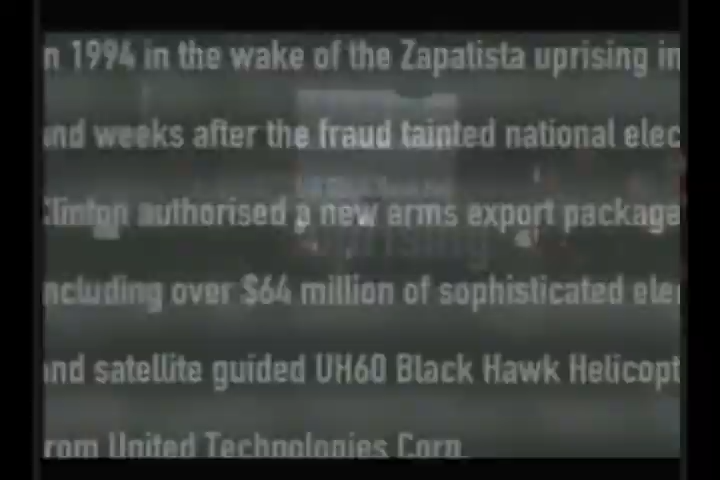 n 1994 in the wake of the Zapatista uprising in
nd weeks after the fraud tainted national elec
Clinton authorised a new arms export package
ncluding over $64 million of sophisticated ele
nd satellite guided UH60 Black Hawk Helicopt
rom United Technologies Corp.
uprising